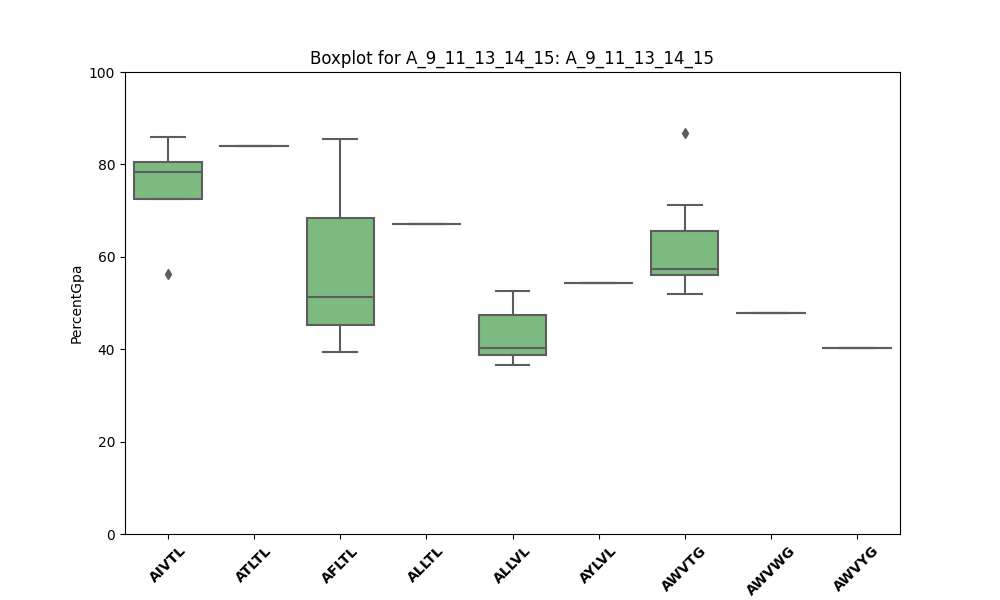 Boxplot for A_9_11_13_14_15: A_9_11_13_14_15
PercentGpa
100
80
60
40
20
0
AIVTL
ATLTL
AFLTL
ALLTL
ALLVL
AYLVL
AWVTG
AWVWG
AWVYG